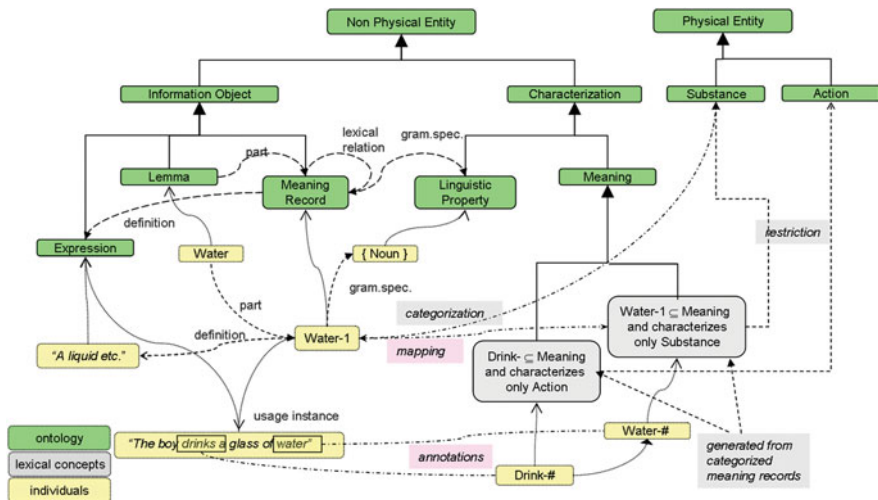 Non Physical Entity
Physical Entity
Information Object
Characterization
Substance
Action
lexical
relation
gram.spec.
part
Lemma
Meaning
Record
Linguistic
Property
Meaning
definition
restriction
Expression
Water
{ Noun }
gram.spec.
part
categorization
Water-1 ⊆ Meaning
and characterizes
only Substance
definition
Water-1
"A liquid etc."
mapping
Drink- ⊆ Meaning
and characterizes
only Action
usage instance
ontology
"The boy drinks a glass of water"
Water-#
generated from
categorized
meaning records
lexical concepts
annotations
individuals
Drink-#